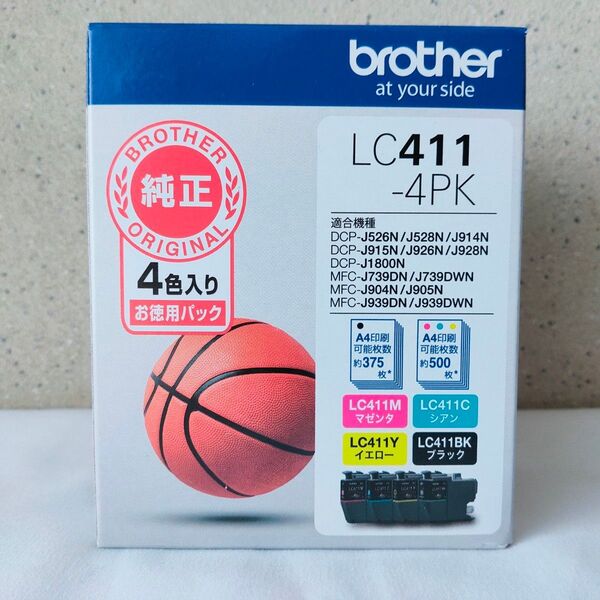 brother
at your side
BROTHER
純正
ORIGINAL
4色入り
お徳用パック
LC411
-4PK
適合機種
DCP-J526N/J528N/J914N
DCP-J915N/J926N/J928N
DCP-J1800N
MFC-J739DN/J739DWN
MFC-J904N/J905N
MFC-J939DN/J939DWN
A4印刷
可能枚数
約375
枚*
A4印刷
可能枚数
約500
枚*
LC411M
マゼンタ
LC411C
シアン
LC411Y
イエロー
LC411BK
ブラック